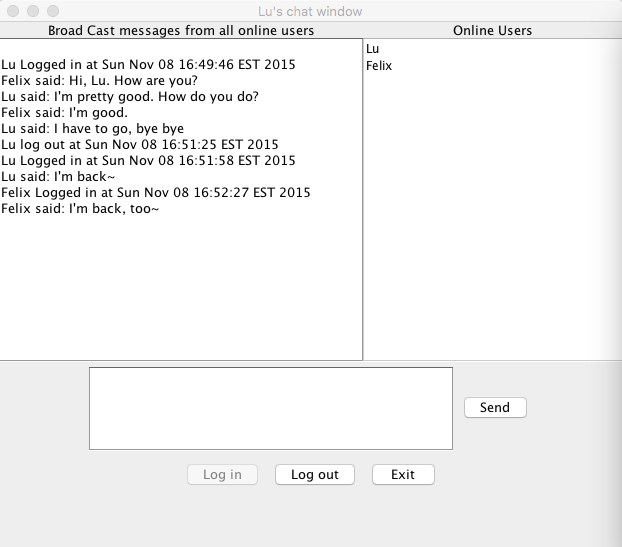 Lu's chat window
Broad Cast messages from all online users
Online Users
Lu Logged in at Sun Nov 08 16:49:46 EST 2015
Felix said: Hi, Lu. How are you?
Lu said: I'm pretty good. How do you do?
Felix said: I'm good.
Lu said: I have to go, bye bye
Lu log out at Sun Nov 08 16:51:25 EST 2015
Lu Logged in at Sun Nov 08 16:51:58 EST 2015
Lu said: I'm back~
Felix Logged in at Sun Nov 08 16:52:27 EST 2015
Felix said: I'm back, too~
Lu
Felix
Send
Log in
Log out
Exit